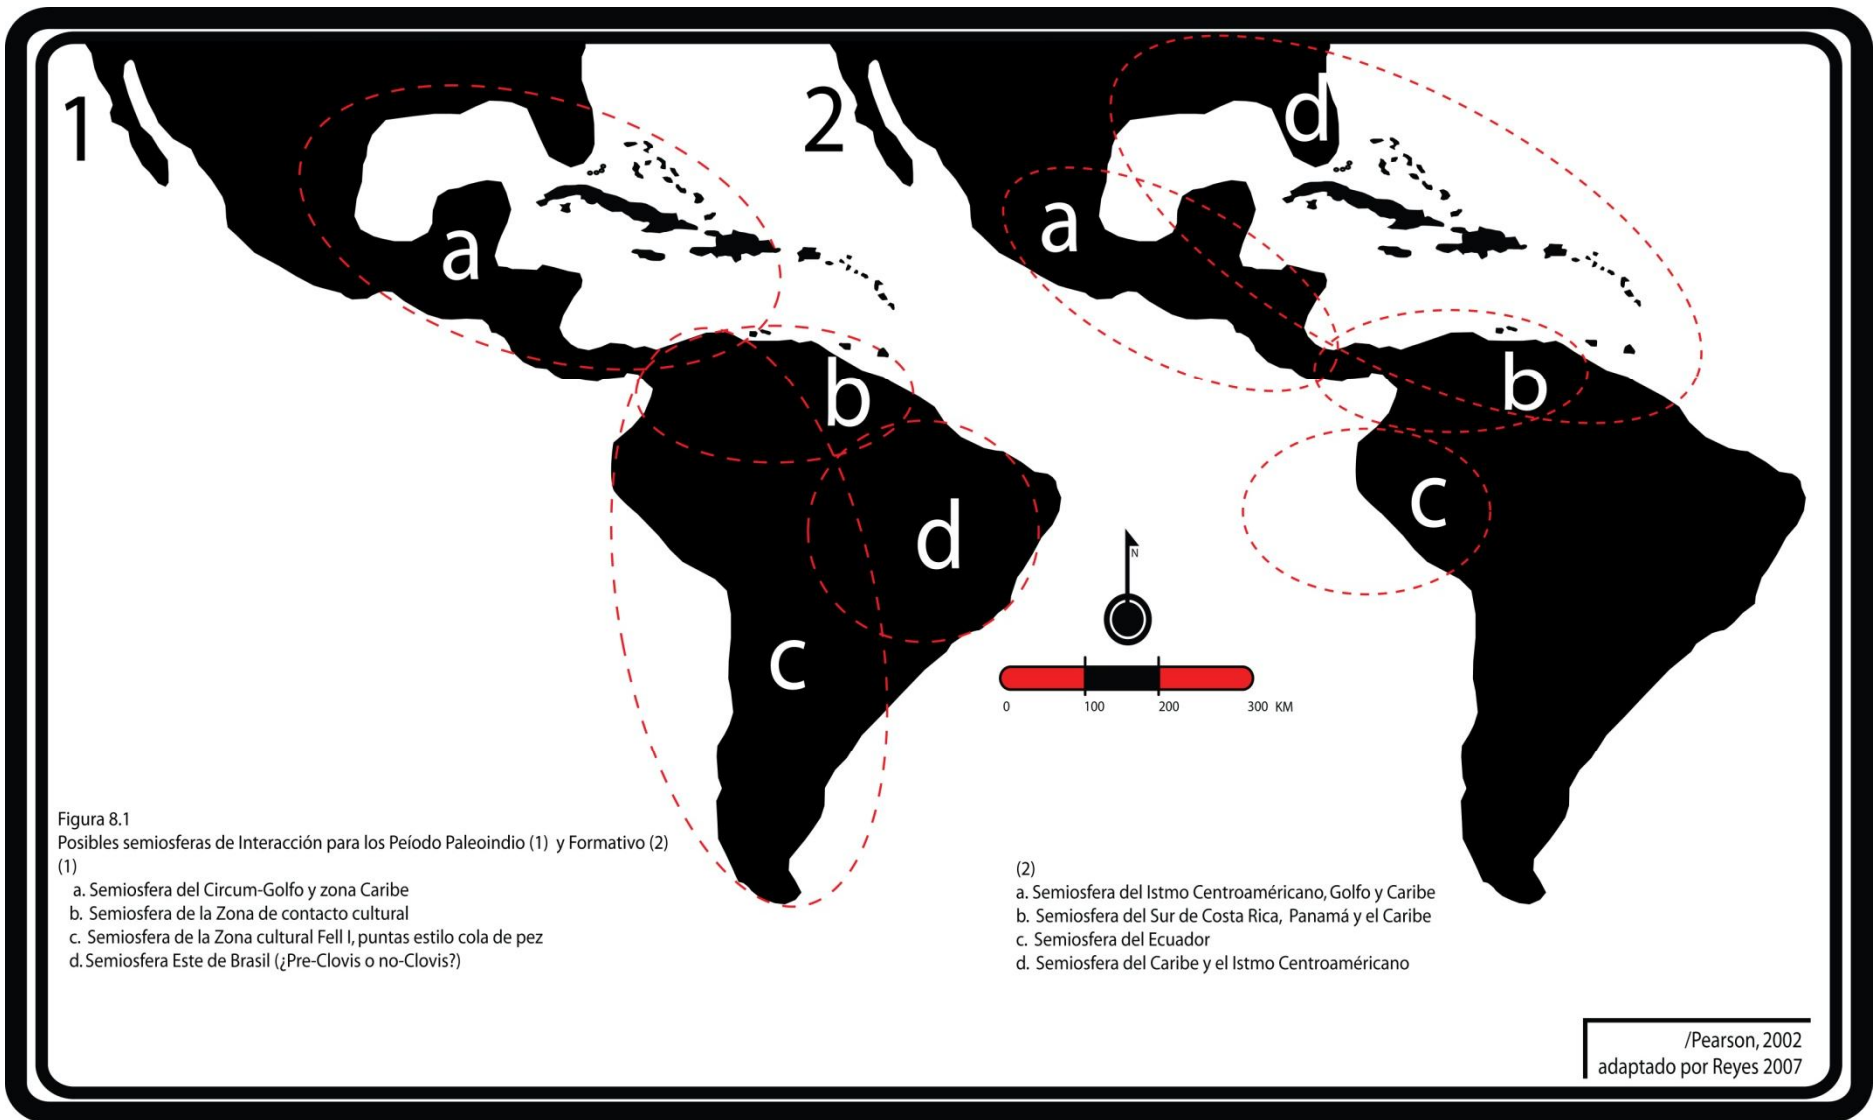 1
a
b
d
c
2
d
a
b
c
N
0 100 200 300 KM
Figura 8.1
Posibles semiosferas de Interacción para los Peíodo Paleoindio (1) y Formativo (2)
(1)
a. Semiosfera del Circum-Golfo y zona Caribe
b. Semiosfera de la Zona de contacto cultural
c. Semiosfera de la Zona cultural Fell I, puntas estilo cola de pez
d. Semiosfera Este de Brasil (¿Pre-Clovis o no-Clovis?)
(2)
a. Semiosfera del Istmo Centroaméricano, Golfo y Caribe
b. Semiosfera del Sur de Costa Rica, Panamá y el Caribe
c. Semiosfera del Ecuador
d. Semiosfera del Caribe y el Istmo Centroaméricano
/Pearson, 2002
adaptado por Reyes 2007